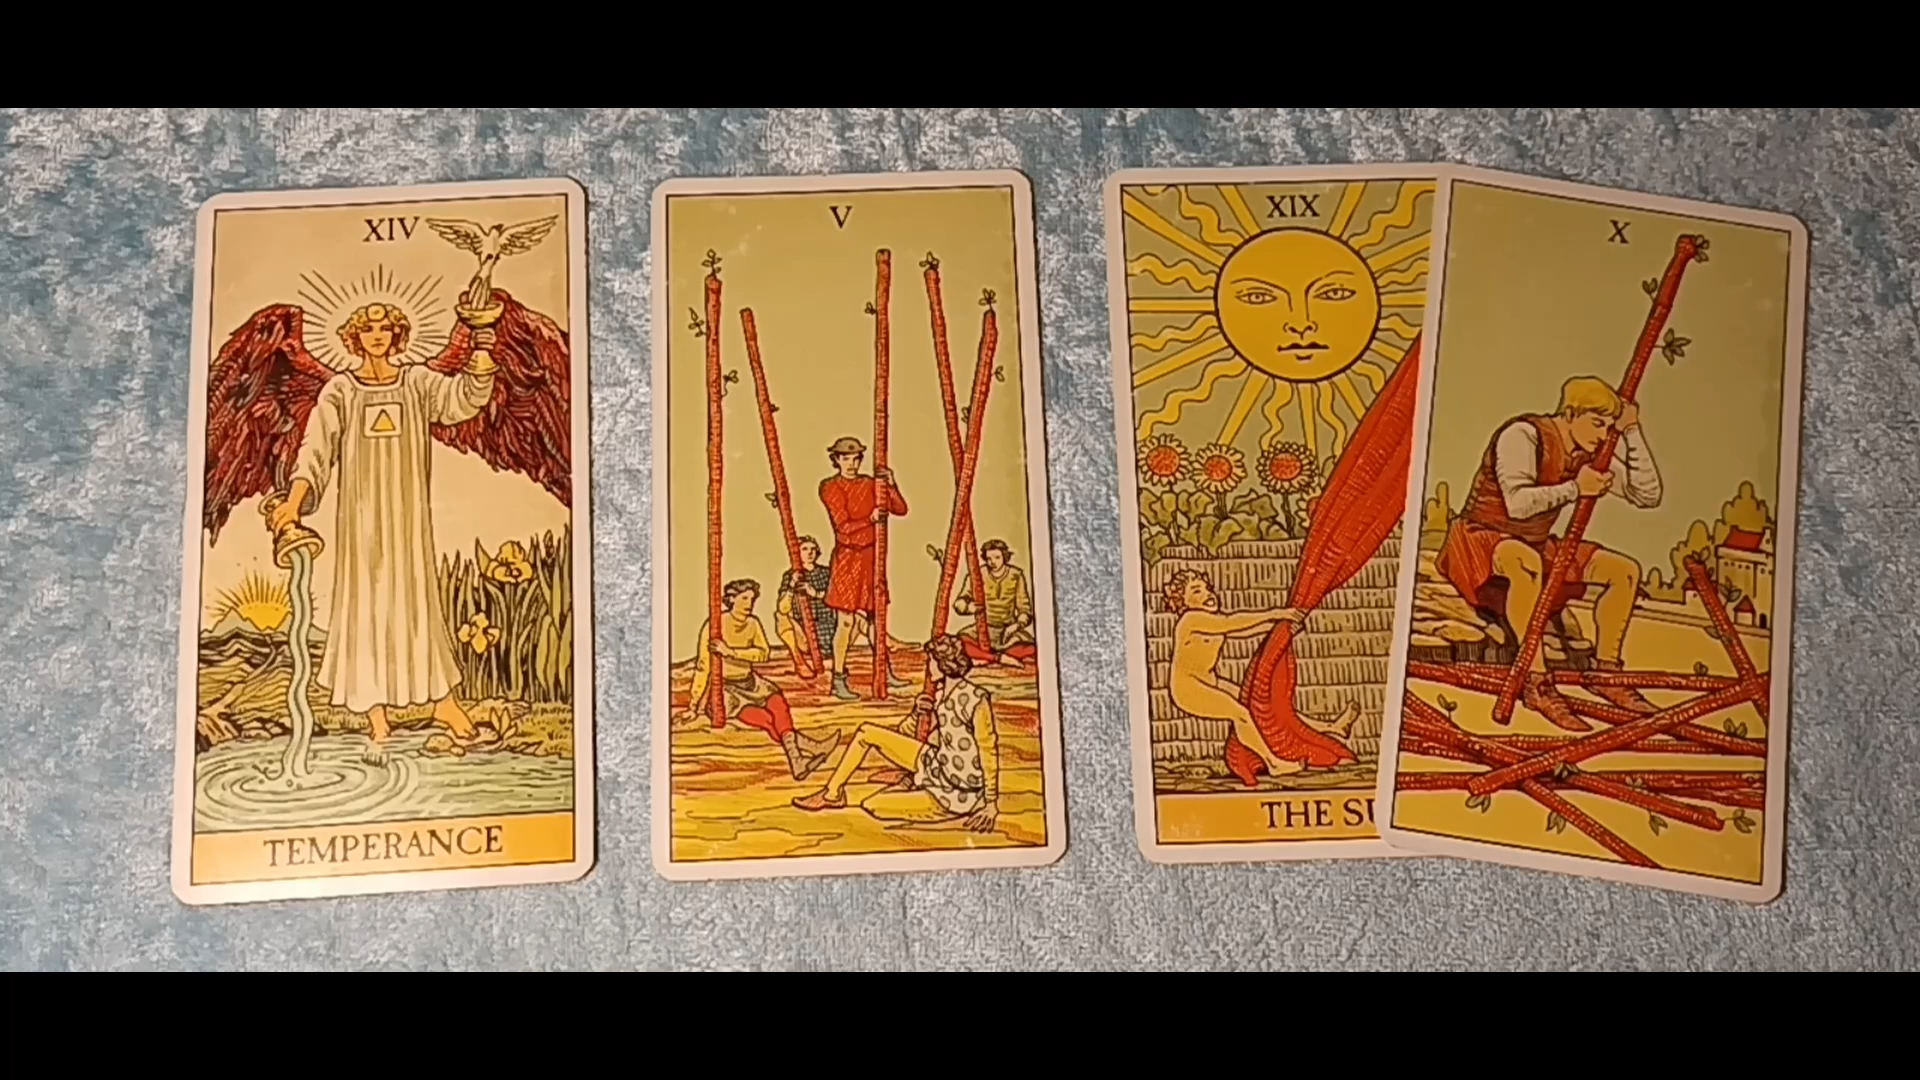 XIV
TEMPERANCE
V
XIX
THE SU
X